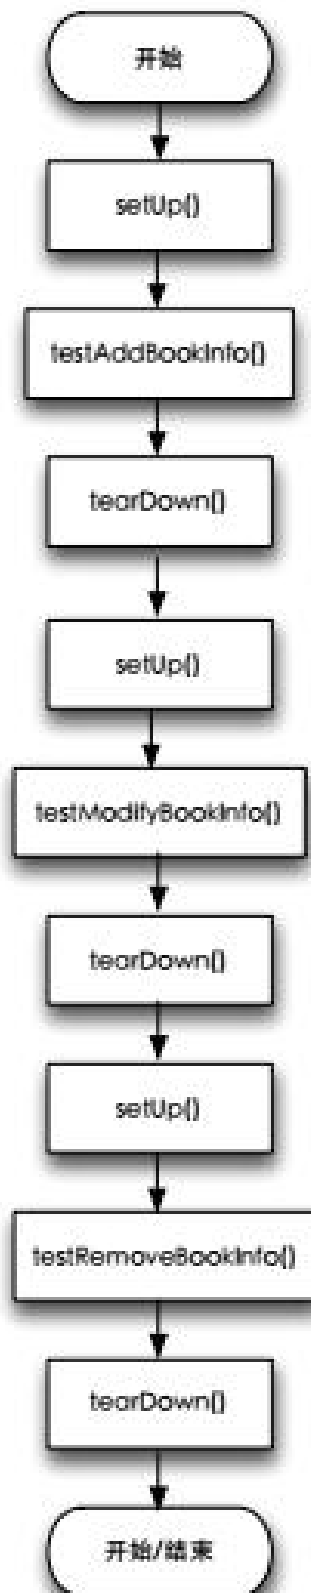 开始
setUp()
testAddBookInfo()
tearDown()
setUp()
testModifyBookInfo()
tearDown()
setUp()
testRemoveBookInfo()
tearDown()
开始/结束